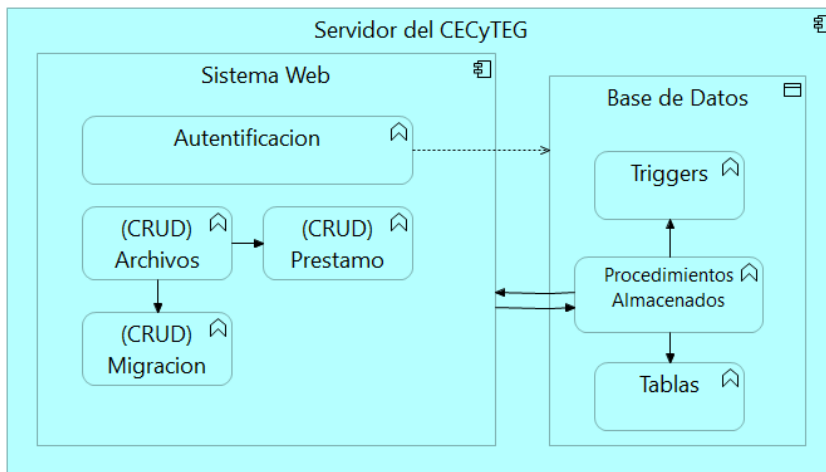 Servidor del CECyTEG
Sistema Web
Autentificacion
(CRUD)
Archivos
(CRUD)
Prestamo
(CRUD)
Migracion
Base de Datos
Triggers
Procedimientos
Almacenados
Tablas